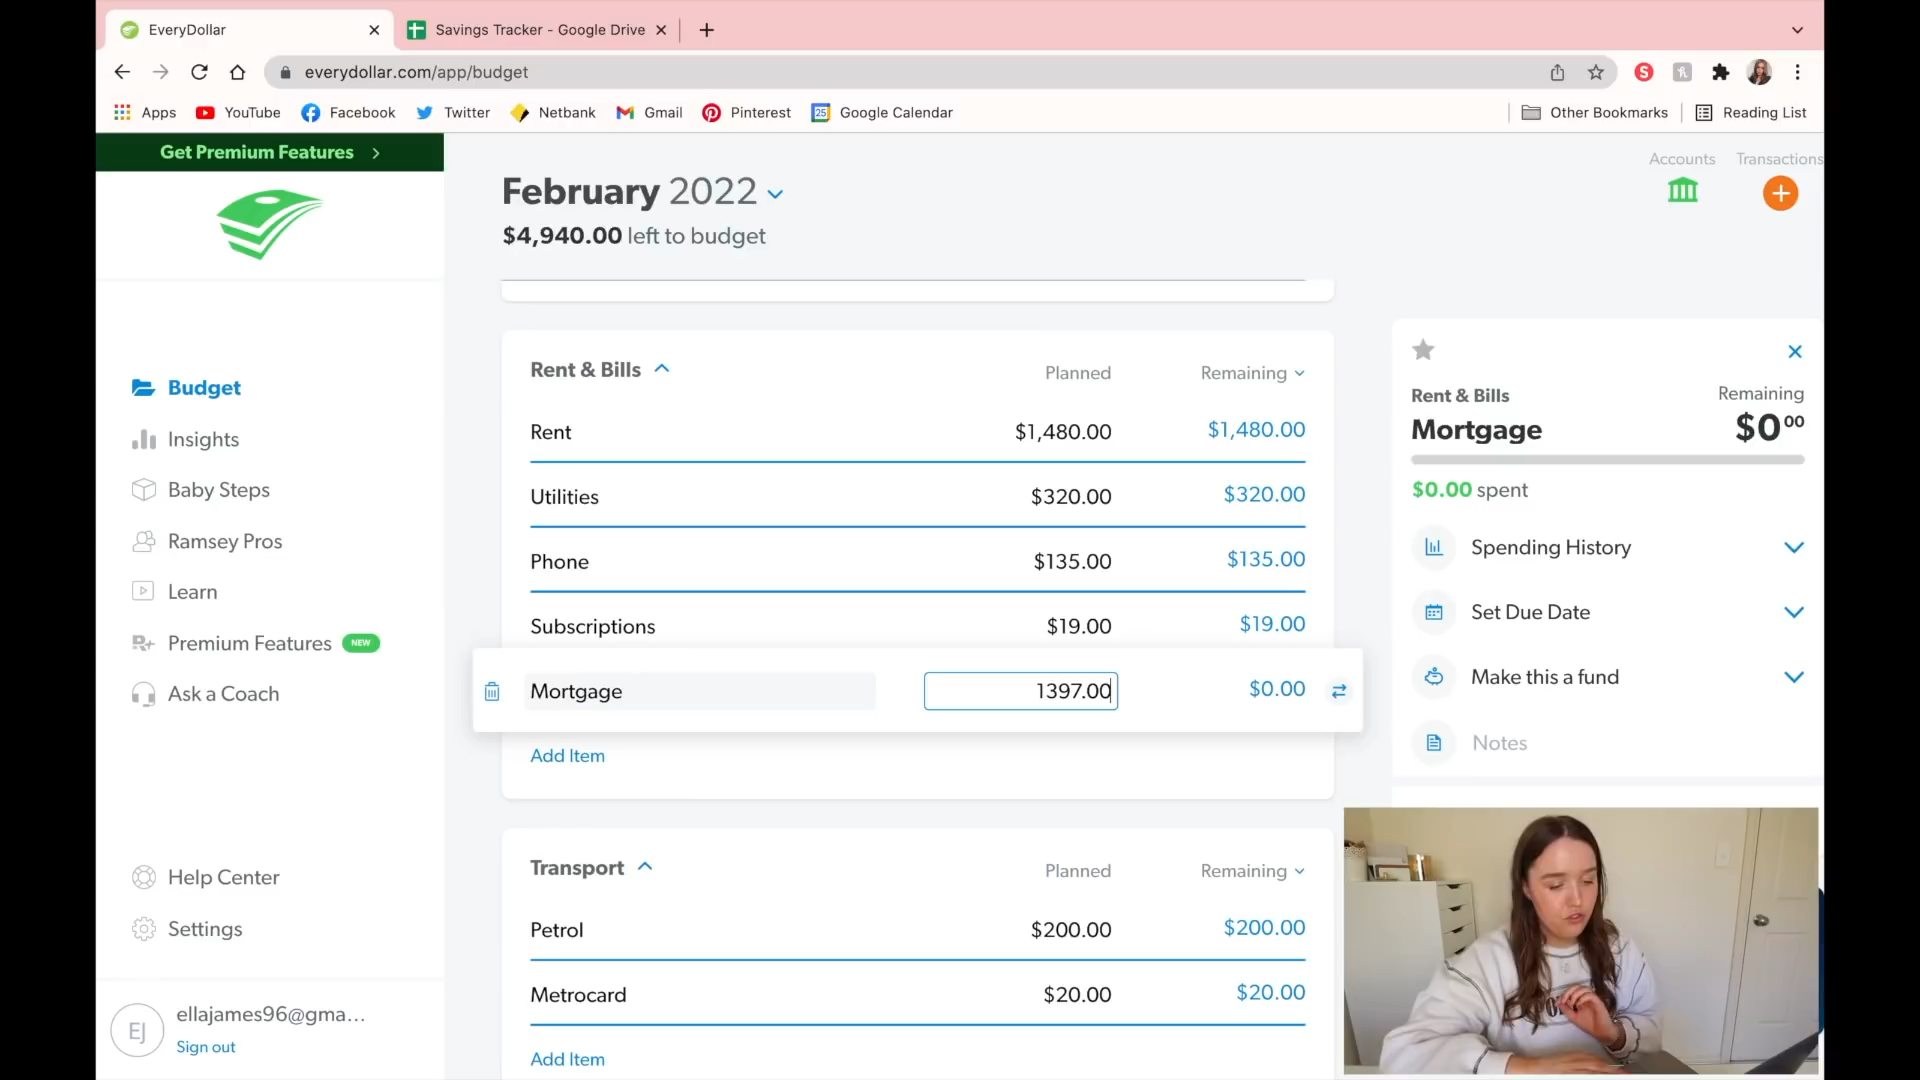 EveryDollar
Savings Tracker - Google Drive
everydollar.com/app/budget
Apps
YouTube
Facebook
Twitter
Netbank
Gmail
Pinterest
25
Google Calendar
Other Bookmarks
Reading List
Get Premium Features
February 2022
$4,940.00 left to budget
Accounts
Transactions
Budget
Insights
Baby Steps
Ramsey Pros
Learn
Premium Features NEW
Ask a Coach
Help Center
Settings
EJ
ellajames96@gma...
Sign out
Rent & Bills Planned Remaining
Rent $1,480.00 $1,480.00
Utilities $320.00 $320.00
Phone $135.00 $135.00
Subscriptions $19.00 $19.00
Mortgage 1397.00 $0.00
Add Item
Transport Planned Remaining
Petrol $200.00 $200.00
Metrocard $20.00 $20.00
Add Item
Rent & Bills Remaining
Mortgage $0 00
$0.00 spent
Spending History
Set Due Date
Make this a fund
Notes